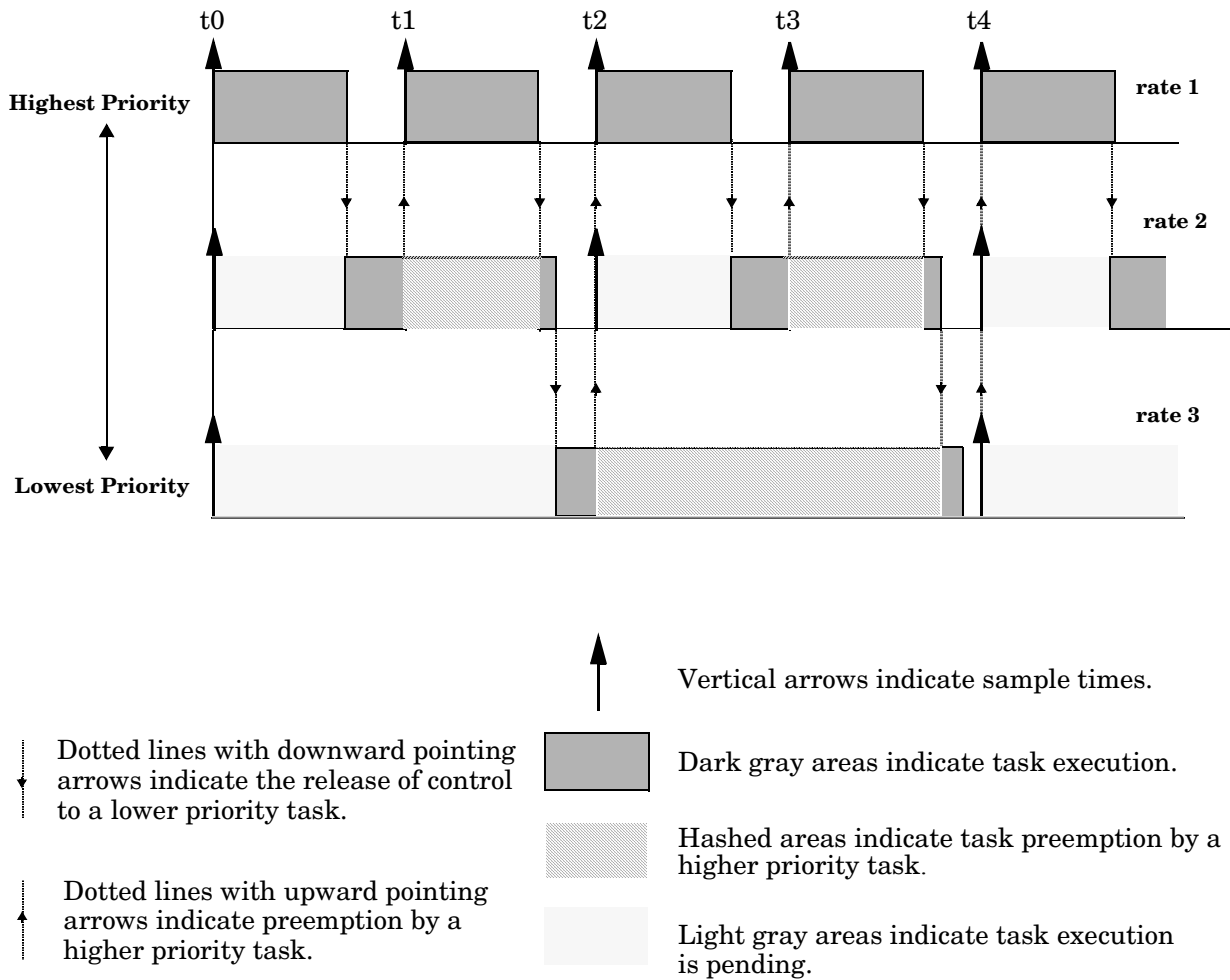 t0 t1 t2 t3 t4
Highest Priority
rate 1
rate 2
rate 3
Lowest Priority
Vertical arrows indicate sample times.
Dotted lines with downward pointing
arrows indicate the release of control
to a lower priority task.
Dark gray areas indicate task execution.
Hashed areas indicate task preemption by a
higher priority task.
Dotted lines with upward pointing
arrows indicate preemption by a
higher priority task.
Light gray areas indicate task execution
is pending.